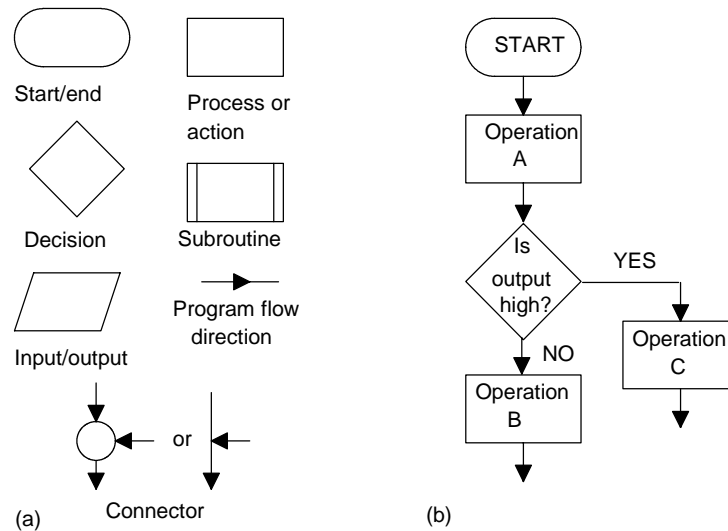 Start/end
Process or
action
Decision
Subroutine
Input/output
Program flow
direction
or
Connector
(a)
START
Operation
A
Is
output
high?
YES
NO
Operation
C
Operation
B
(b)